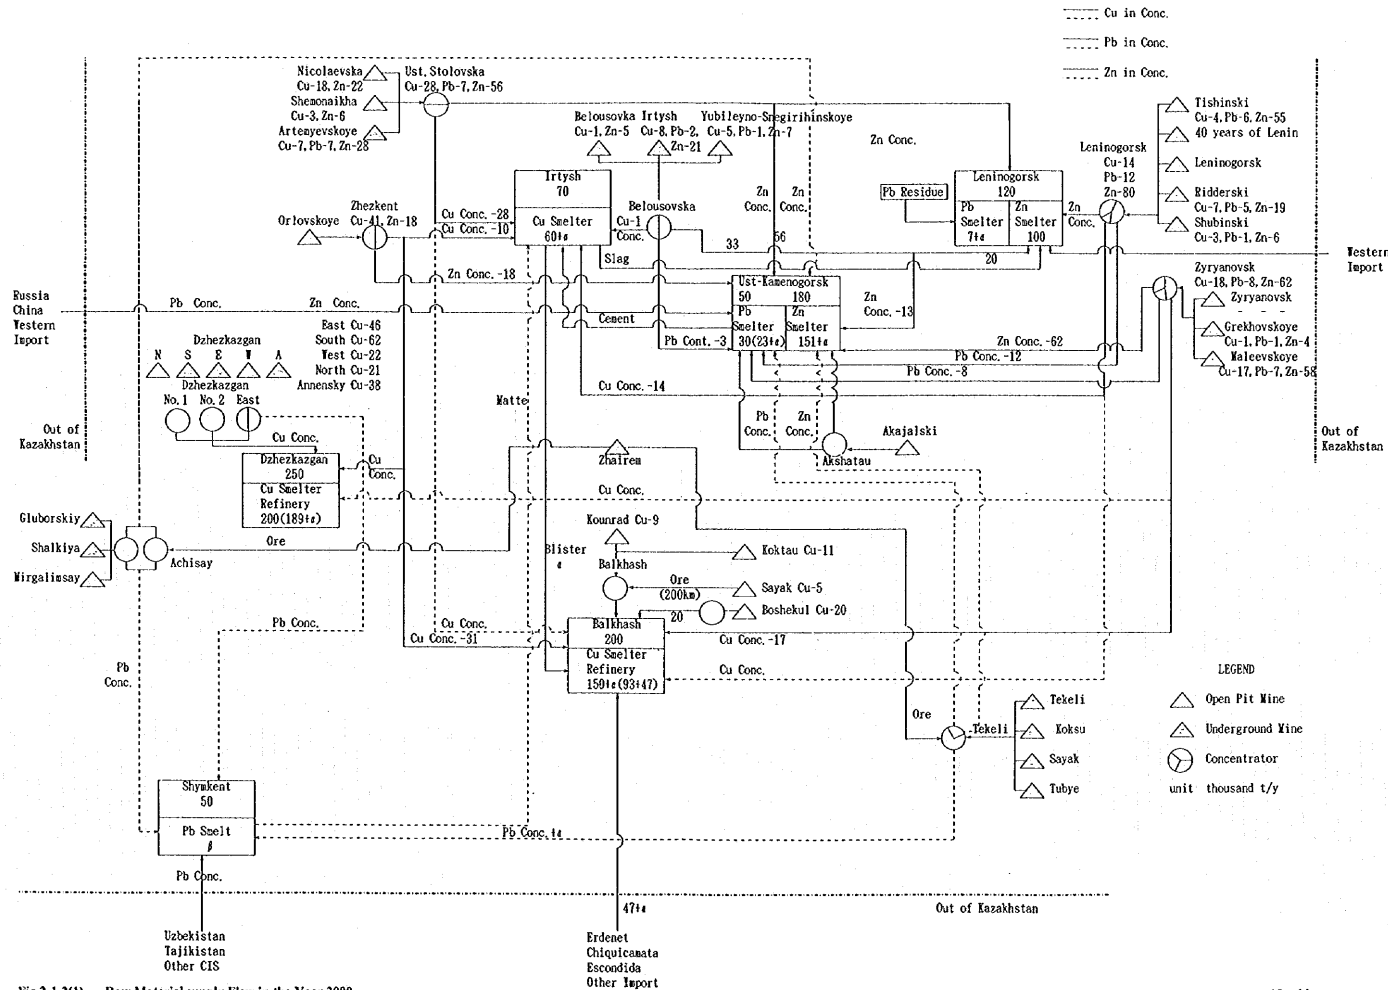 Cu in Conc.
Pb in Conc.
Zn in Conc.
Nicolaevska
Cu-18, Zn-22
Shemonaikha
Cu-3, Zn-6
Artemyevskoye
Cu-7, Pb-7, Zn-28
Ust. Stolovska
Cu-28, Pb-7, Zn-56
Belousovka
Cu-1, Zn-5
Irtysh
Cu-8, Pb-2,
Zn-21
Yubileyno-Snegirihinskoye
Cu-5, Pb-1, Zn-7
Zn Conc.
Tishinski
Cu-4, Pb-6, Zn-55
40 years of Lenin
Leninogorsk
Ridderski
Cu-7, Pb-5, Zn-19
Shubinski
Cu-3, Pb-1, Zn-6
Leninogorsk
Cu-14
Pb-12
Zn-80
Irtysh
70
Cu Smelter
60+α
Leninogorsk
120
Pb
Smelter
7+α
Zn
Smelter
100
Pb Residue
Zn
Conc.
Zn
Conc.
Zn
Conc.
Zhezkent
Cu-41, Zn-18
Orlovskoye
Cu Conc. -28
Cu Conc. -10
Belousovka
Cu-1
Conc.
33
56
20
Slag
Western
Import
Zn Conc. -18
Ust-Kamenogorsk
50 180
Pb
Smelter
30(23+α)
Zn
Smelter
151+α
Zn
Conc. -13
Zyryanovsk
Cu-18, Pb-8, Zn-62
Zyryanovsk
- - -
Grekhovskoye
Cu-1, Pb-1, Zn-4
Maleevskoye
Cu-17, Pb-7, Zn-58
Russia
China
Western
Import
Pb Conc.
Zn Conc.
Cement
Pb Cont. -3
Zn Conc. -62
Pb Conc. -12
Pb Conc. -8
Cu Conc. -14
East Cu-46
South Cu-62
West Cu-22
North Cu-21
Annensky Cu-38
Dzhezkazgan
N S E W A
Dzhezkazgan
No. 1 No. 2 East
Matte
Pb
Conc.
Zn
Conc.
Akshatau
Akajalski
Out of
Kazakhstan
Out of
Kazakhstan
Cu Conc.
Dzhezkazgan
250
Cu Smelter
Refinery
200(189+α)
Cu
Conc.
Zhairem
Cu Conc.
Gluborskiy
Shalkiya
Mirgalimsay
Achisay
Ore
Kounrad Cu-9
Blister
α
Balkhash
Koktau Cu-11
Ore
(200km)
Sayak Cu-5
20
Boshekul Cu-20
Pb Conc.
Cu Conc.
Cu Conc. -31
Balkhash
200
Cu Smelter
Refinery
159+α(93+47)
Cu Conc. -17
Cu Conc.
Pb
Conc.
Ore
Tekeli
Tekeli
Koksu
Sayak
Tubye
LEGEND
Open Pit Mine
Underground Mine
Concentrator
unit thousand t/y
Shymkent
50
Pb Smelt
β
Pb Conc. +α
Pb Conc.
47+α
Out of Kazakhstan
Uzbekistan
Tajikistan
Other CIS
Erdenet
Chiquicamata
Escondida
Other Import